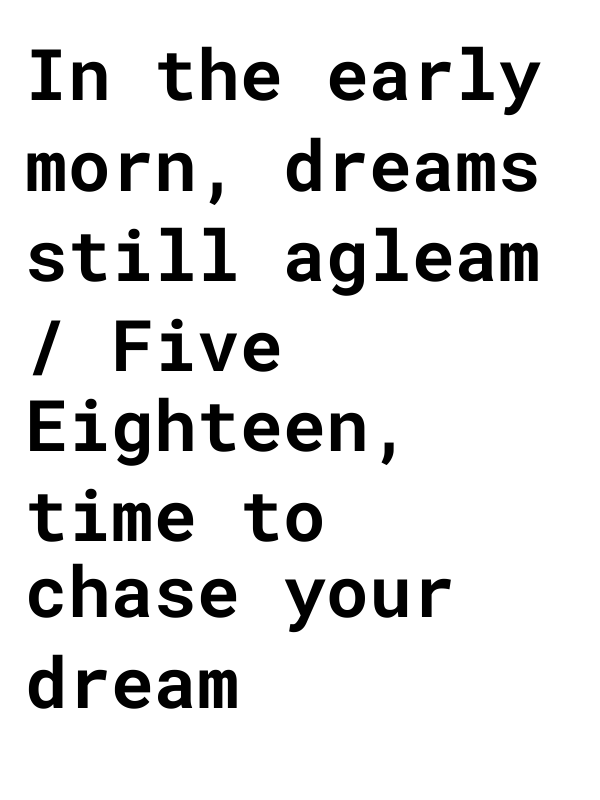 In the early
morn, dreams
still agleam
/ Five
Eighteen,
time to
chase your
dream